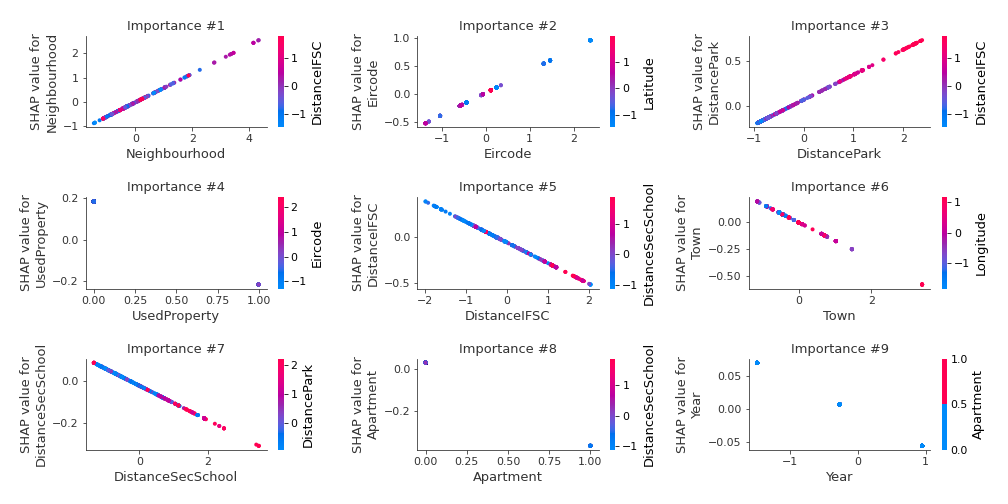 Importance #1
SHAP value for
Neighbourhood
2
1
0
−1
0
2
4
Neighbourhood
1
0
−1
DistanceIFSC
Importance #2
SHAP value for
Eircode
1.0
0.5
0.0
−0.5
−1
0
1
2
Eircode
1
0
−1
Latitude
Importance #3
SHAP value for
DistancePark
0.5
0.0
−1
0
1
2
DistancePark
1
0
−1
DistanceIFSC
Importance #4
SHAP value for
UsedProperty
0.2
0.0
−0.2
0.00
0.25
0.50
0.75
1.00
UsedProperty
2
1
0
−1
Eircode
Importance #5
SHAP value for
DistanceIFSC
0.0
−0.5
−2
−1
0
1
2
DistanceIFSC
1
0
−1
DistanceSecSchool
Importance #6
SHAP value for
Town
0.00
−0.25
−0.50
0
2
Town
1
0
−1
Longitude
Importance #7
SHAP value for
DistanceSecSchool
0.0
−0.2
0
2
DistanceSecSchool
2
1
0
DistancePark
Importance #8
SHAP value for
Apartment
0.0
−0.2
0.00
0.25
0.50
0.75
1.00
Apartment
1
0
−1
DistanceSecSchool
Importance #9
SHAP value for
Year
0.05
0.00
−0.05
−1
0
1
Year
1.0
0.5
0.0
Apartment